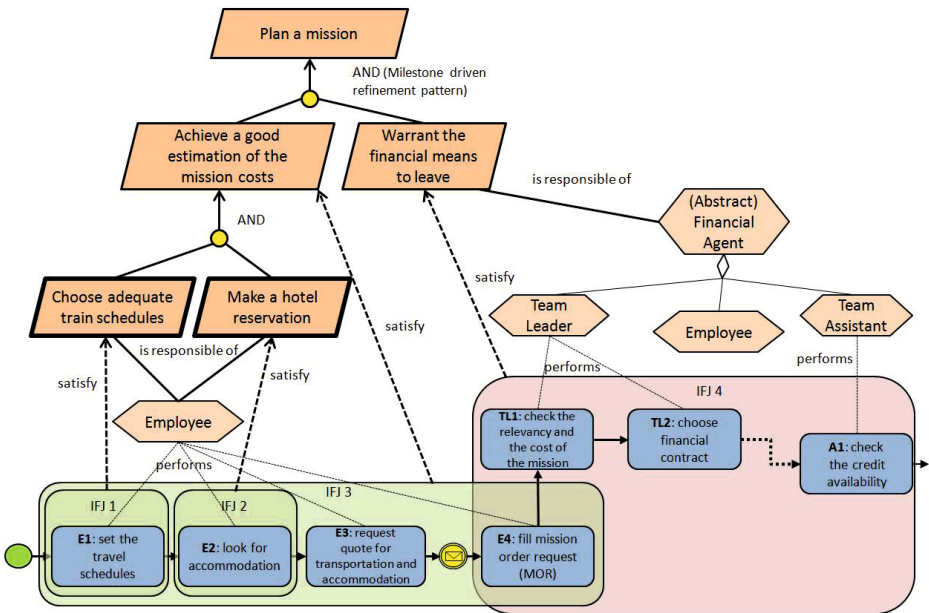 Plan a mission
AND (Milestone driven
refinement pattern)
Achieve a good
estimation of the
mission costs
Warrant the
financial means
to leave
is responsible of
(Abstract)
Financial
Agent
AND
satisfy
Choose adequate
train schedules
Make a hotel
reservation
Team
Leader
Employee
Team
Assistant
satisfy
is responsible of
satisfy
satisfy
performs
performs
IFJ 4
Employee
TL1: check the
relevancy and
the cost of
the mission
TL2: choose
financial
contract
A1: check
the credit
availability
performs
IFJ 1
IFJ 2
IFJ 3
E1: set the
travel
schedules
E2: look for
accommodation
E3: request
quote for
transportation and
accommodation
E4: fill mission
order request
(MOR)